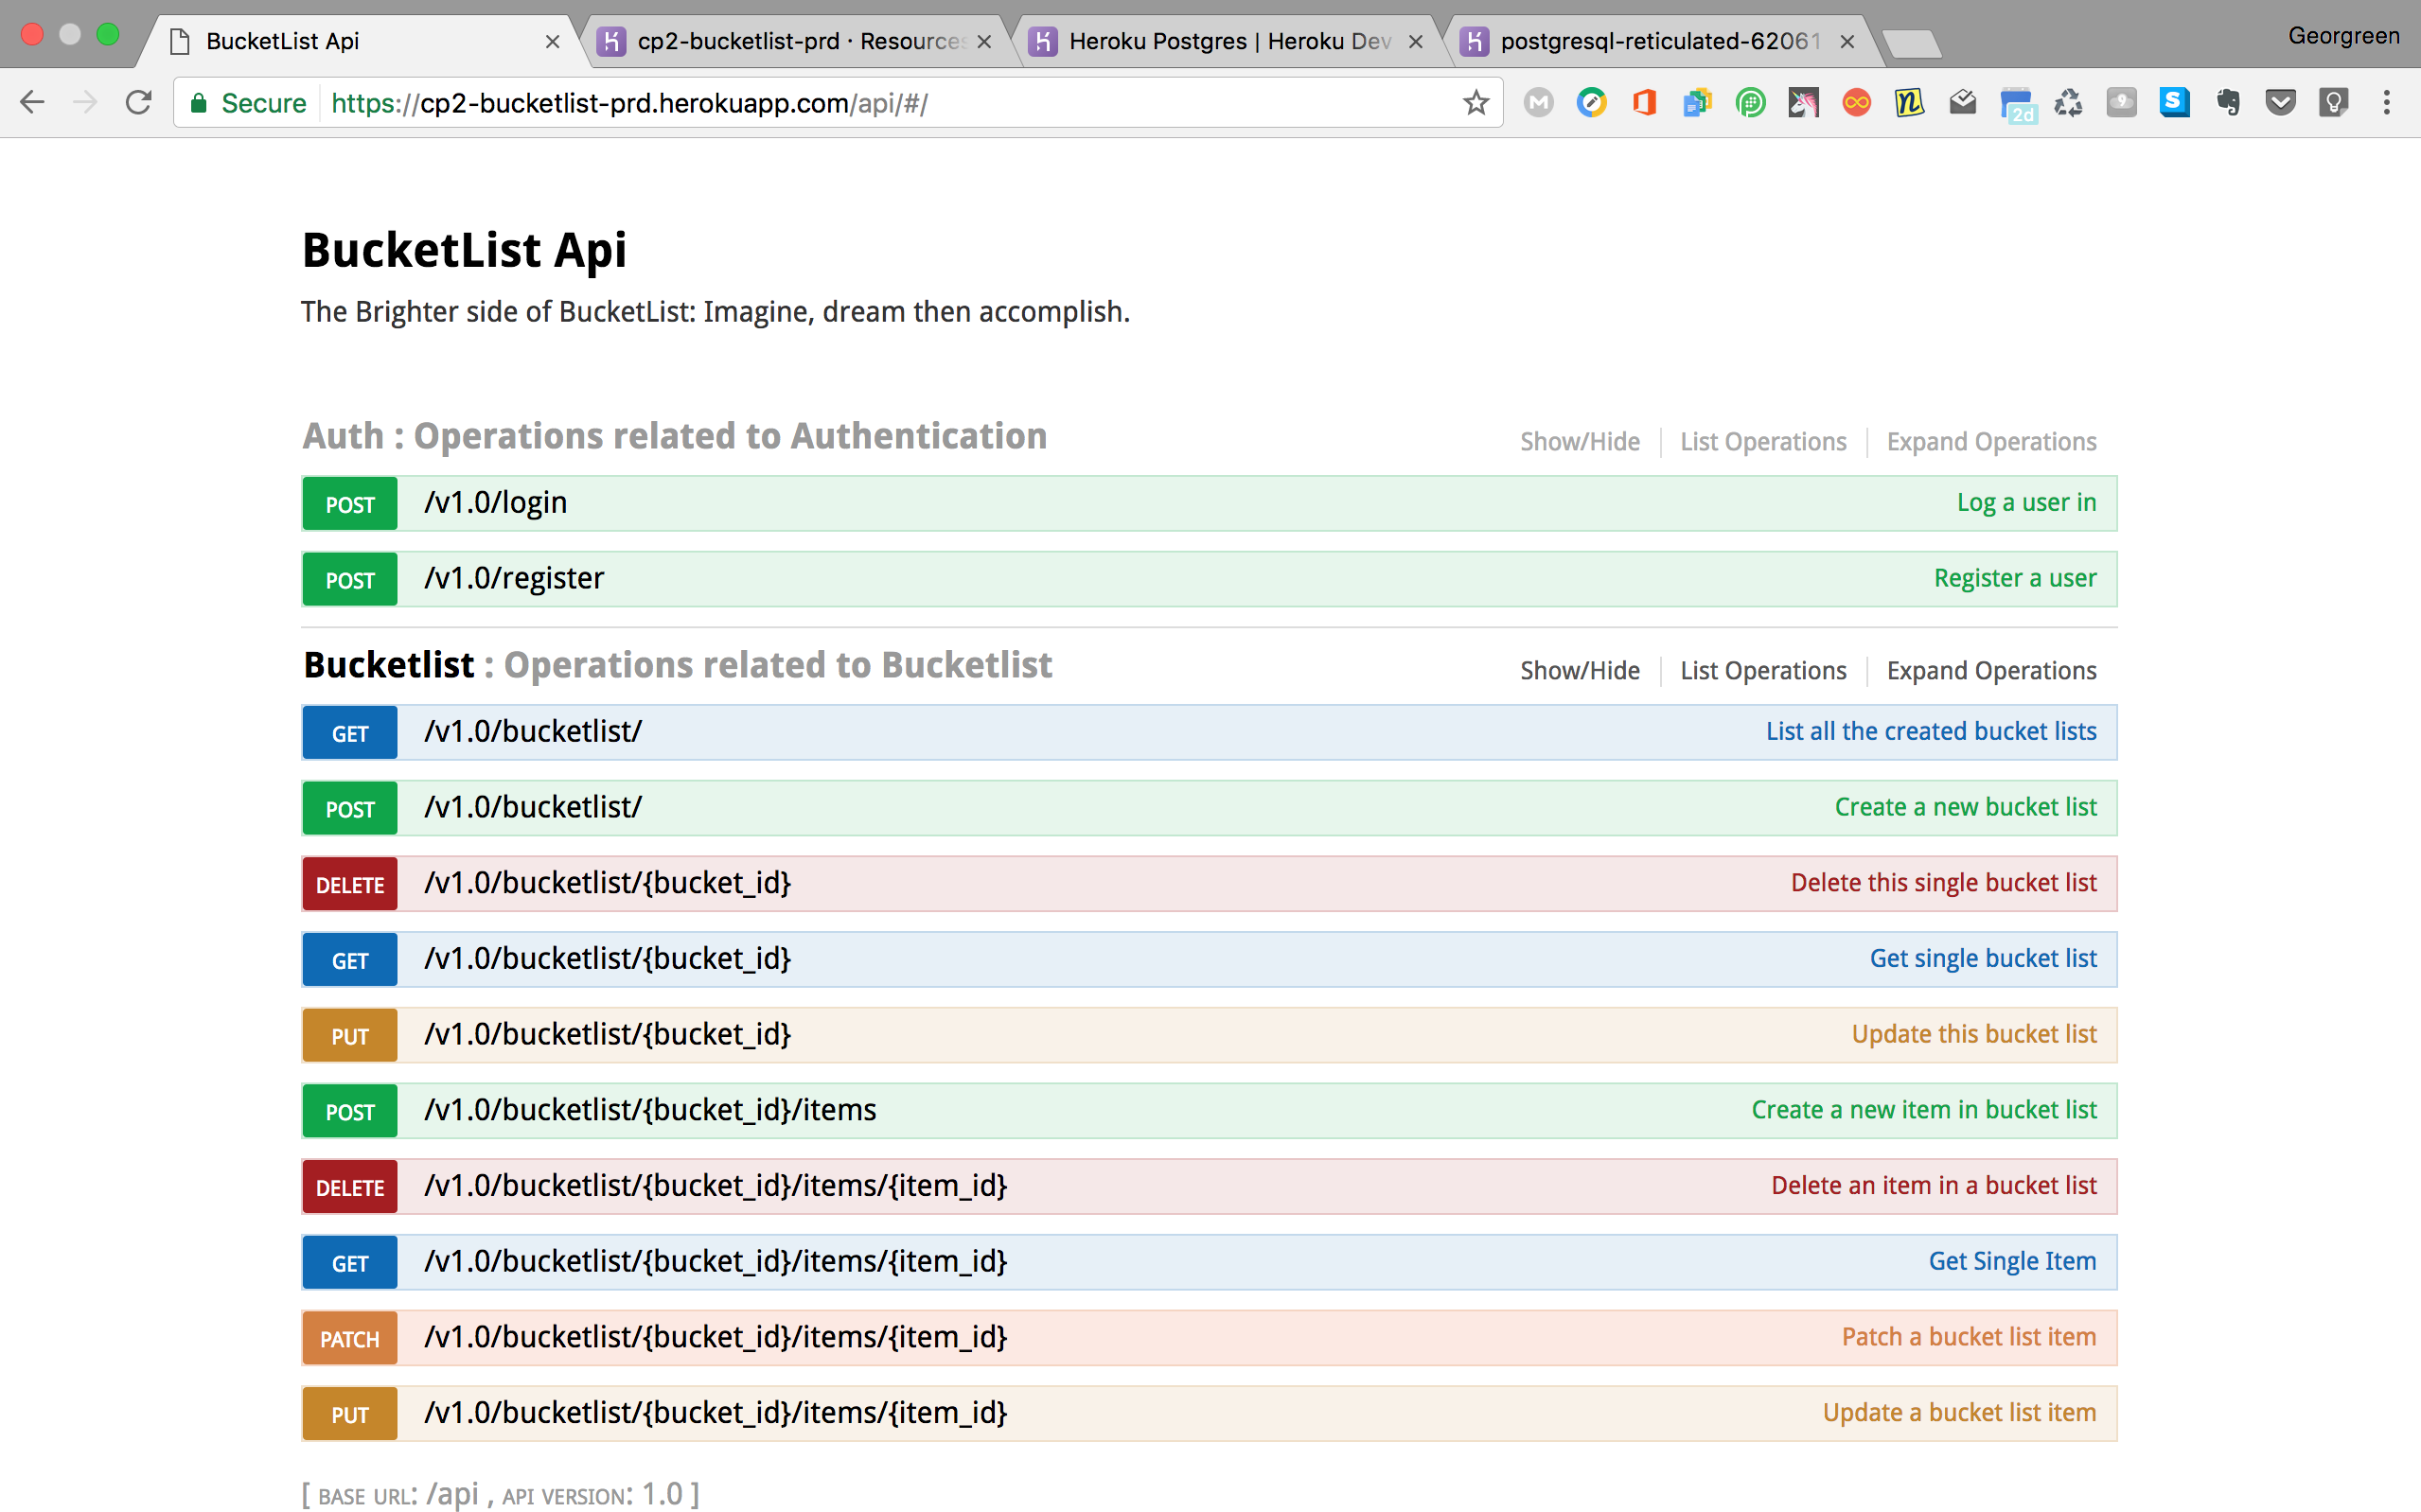 BucketList Api
cp2-bucketlist-prd · Resources
Heroku Postgres | Heroku Dev
postgresql-reticulated-62061
Georgreen
Secure https://cp2-bucketlist-prd.herokuapp.com/api/#/
2d
9
BucketList Api
The Brighter side of BucketList: Imagine, dream then accomplish.
Auth : Operations related to Authentication Show/Hide List Operations Expand Operations
POST /v1.0/login Log a user in
POST /v1.0/register Register a user
Bucketlist : Operations related to Bucketlist Show/Hide List Operations Expand Operations
GET /v1.0/bucketlist/ List all the created bucket lists
POST /v1.0/bucketlist/ Create a new bucket list
DELETE /v1.0/bucketlist/{bucket_id} Delete this single bucket list
GET /v1.0/bucketlist/{bucket_id} Get single bucket list
PUT /v1.0/bucketlist/{bucket_id} Update this bucket list
POST /v1.0/bucketlist/{bucket_id}/items Create a new item in bucket list
DELETE /v1.0/bucketlist/{bucket_id}/items/{item_id} Delete an item in a bucket list
GET /v1.0/bucketlist/{bucket_id}/items/{item_id} Get Single Item
PATCH /v1.0/bucketlist/{bucket_id}/items/{item_id} Patch a bucket list item
PUT /v1.0/bucketlist/{bucket_id}/items/{item_id} Update a bucket list item
[ BASE URL: /api , API VERSION: 1.0 ]